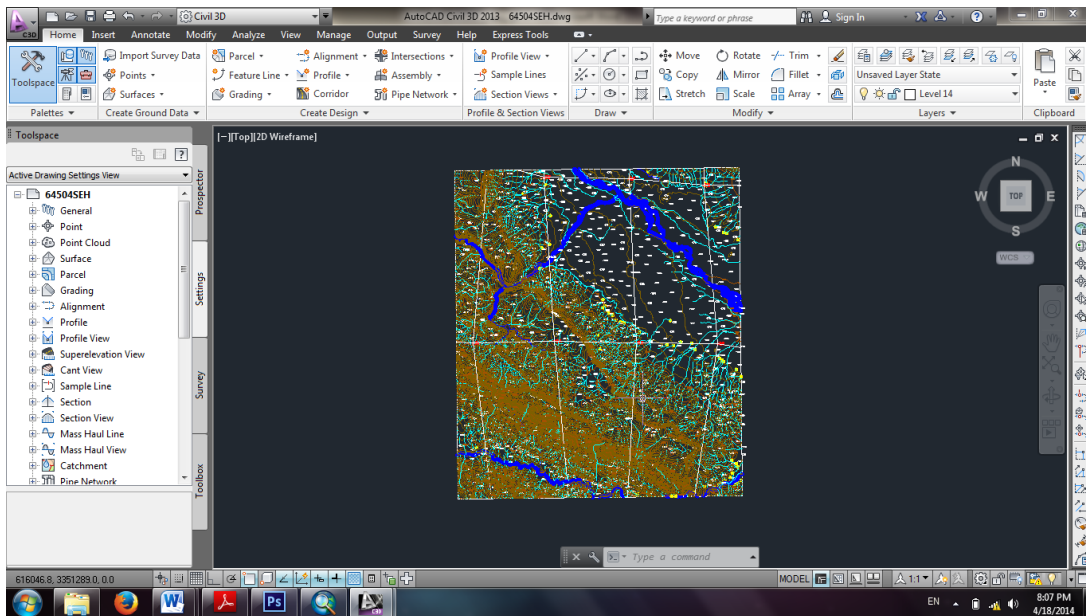 Civil 3D
AutoCAD Civil 3D 2013 64504SEH.dwg
Type a keyword or phrase
Sign In
C3D
Home Insert Annotate Modify Analyze View Manage Output Survey Help Express Tools
Toolspace
Import Survey Data
Points
Surfaces
Parcel
Feature Line
Grading
Alignment
Profile
Corridor
Intersections
Assembly
Pipe Network
Profile View
Sample Lines
Section Views
Move
Copy
Stretch
Rotate
Mirror
Scale
Trim
Fillet
Array
Unsaved Layer State
Level 14
Paste
Palettes Create Ground Data Create Design Profile & Section Views Draw Modify Layers Clipboard
Toolspace
Active Drawing Settings View
64504SEH
General
Point
Point Cloud
Surface
Parcel
Grading
Alignment
Profile
Profile View
Superelevation View
Cant View
Sample Line
Section
Section View
Mass Haul Line
Mass Haul View
Catchment
Pipe Network
Prospector
Settings
Survey
Toolbox
[−][Top][2D Wireframe]
N
W TOP E
S
WCS
Type a command
616046.8, 3351289.0, 0.0
MODEL
1:1
Ps
C3D
EN
8:07 PM
4/18/2014